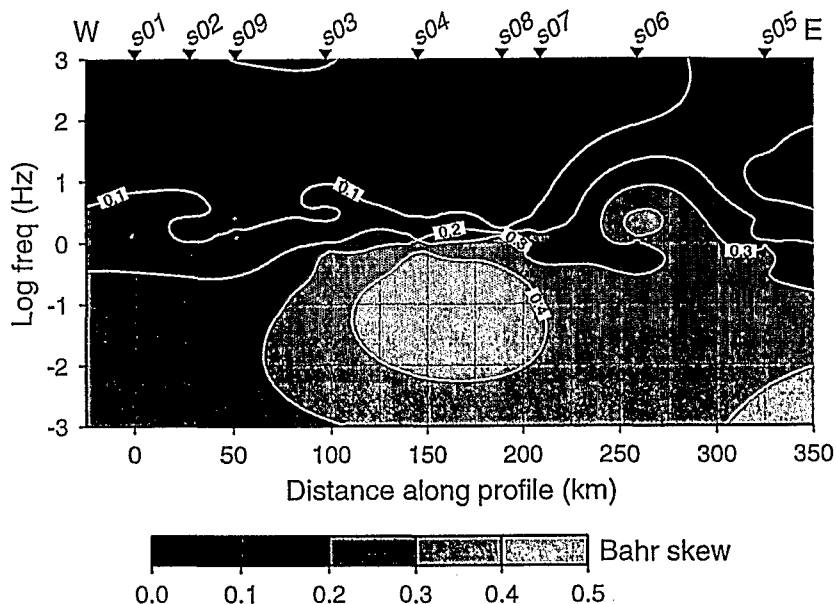 W s01 s02 s09 s03 s04 s08 s07 s06 s05 E
3
2
1
0
-1
-2
-3
Log freq (Hz)
0.1
0.1
0.2
0.3
0.3
0.4
0 50 100 150 200 250 300 350
Distance along profile (km)
Bahr skew
0.0 0.1 0.2 0.3 0.4 0.5